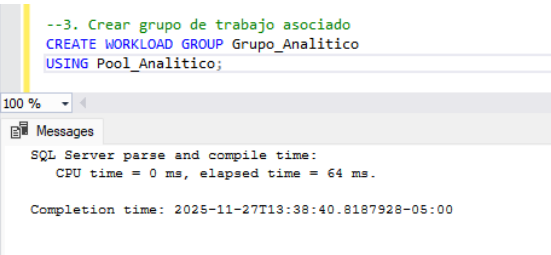 --3. Crear grupo de trabajo asociado
CREATE WORKLOAD GROUP Grupo_Analitico
USING Pool_Analitico;
100 %
Messages
SQL Server parse and compile time:
CPU time = 0 ms, elapsed time = 64 ms.
Completion time: 2025-11-27T13:38:40.8187928-05:00